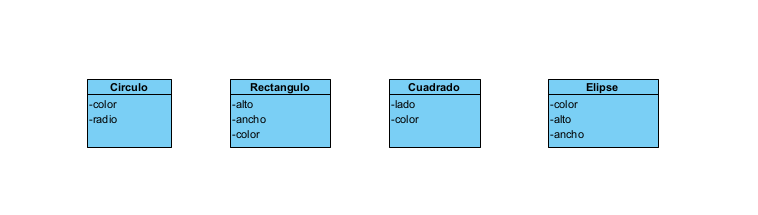 Circulo
-color
-radio
Rectangulo
-alto
-ancho
-color
Cuadrado
-lado
-color
Elipse
-color
-alto
-ancho